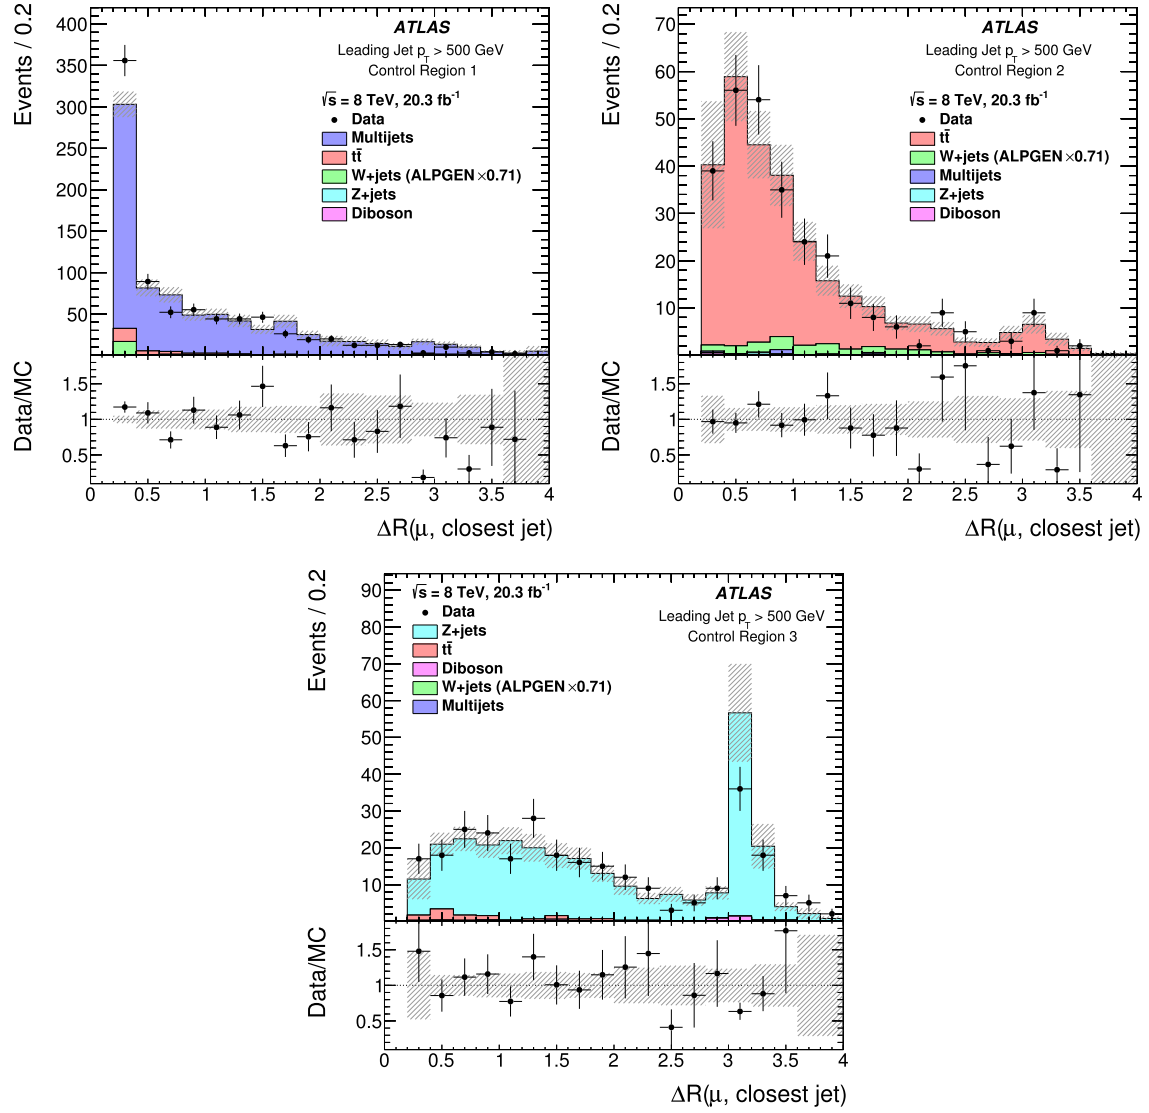 Events / 0.2
400
350
300
250
200
150
100
50
ATLAS
Leading Jet pT > 500 GeV
Control Region 1
√s = 8 TeV, 20.3 fb⁻¹
Data
Multijets
tt̄
W+jets (ALPGEN×0.71)
Z+jets
Diboson
Data/MC
1.5
1
0.5
0 0.5 1 1.5 2 2.5 3 3.5 4
ΔR(μ, closest jet)
Events / 0.2
70
60
50
40
30
20
10
ATLAS
Leading Jet pT > 500 GeV
Control Region 2
√s = 8 TeV, 20.3 fb⁻¹
Data
tt̄
W+jets (ALPGEN×0.71)
Multijets
Z+jets
Diboson
Data/MC
1.5
1
0.5
0 0.5 1 1.5 2 2.5 3 3.5 4
ΔR(μ, closest jet)
Events / 0.2
90
80
70
60
50
40
30
20
10
√s = 8 TeV, 20.3 fb⁻¹
Data
Z+jets
tt̄
Diboson
W+jets (ALPGEN×0.71)
Multijets
ATLAS
Leading Jet pT > 500 GeV
Control Region 3
Data/MC
1.5
1
0.5
0 0.5 1 1.5 2 2.5 3 3.5 4
ΔR(μ, closest jet)